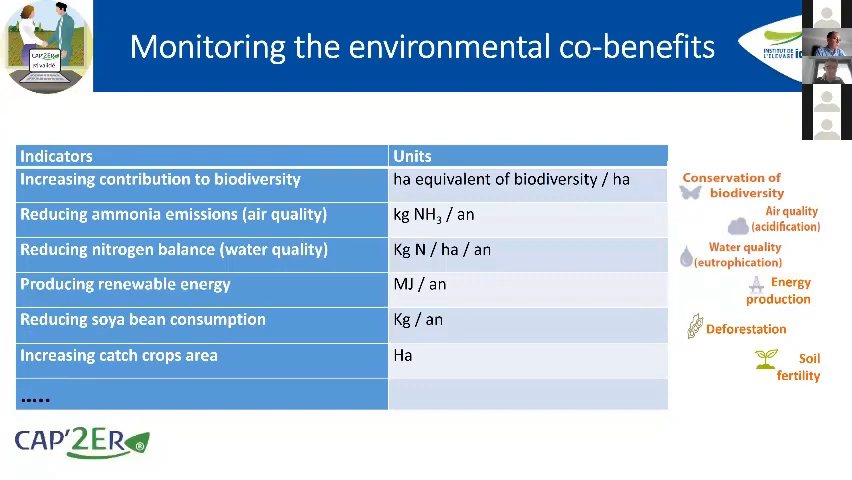 Monitoring the environmental co-benefits
CAP'2ER
INSTITUT DE
L'ELEVAGE
Indicators Units
Increasing contribution to biodiversity ha equivalent of biodiversity / ha
Reducing ammonia emissions (air quality) kg NH3 / an
Reducing nitrogen balance (water quality) Kg N / ha / an
Producing renewable energy MJ / an
Reducing soya bean consumption Kg / an
Increasing catch crops area Ha
.....
Conservation of
biodiversity
Air quality
(acidification)
Water quality
(eutrophication)
Energy
production
Deforestation
Soil
fertility
CAP'2ER®